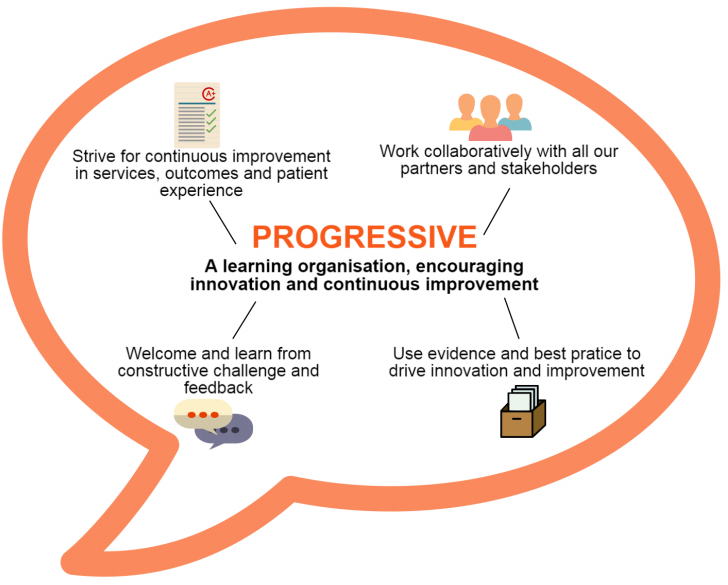 A+
Strive for continuous improvement
in services, outcomes and patient
experience
Work collaboratively with all our
partners and stakeholders
PROGRESSIVE
A learning organisation, encouraging
innovation and continuous improvement
Welcome and learn from
constructive challenge and
feedback
Use evidence and best pratice to
drive innovation and improvement